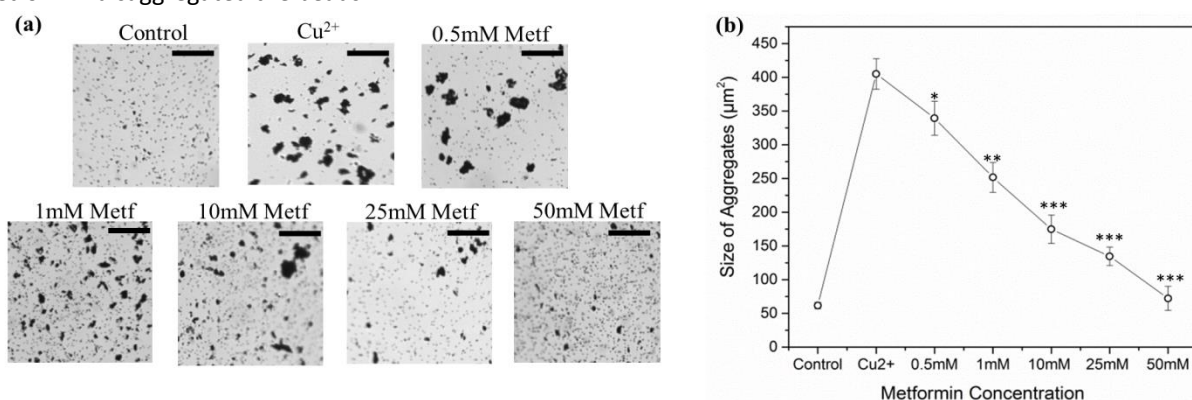 (a)
Control
Cu²⁺
0.5mM Metf
1mM Metf
10mM Metf
25mM Metf
50mM Metf
(b)
450
400
350
300
250
200
150
100
50
0
Size of Aggregates (µm²)
*
**
***
***
***
Control
Cu2+
0.5mM
1mM
10mM
25mM
50mM
Metformin Concentration